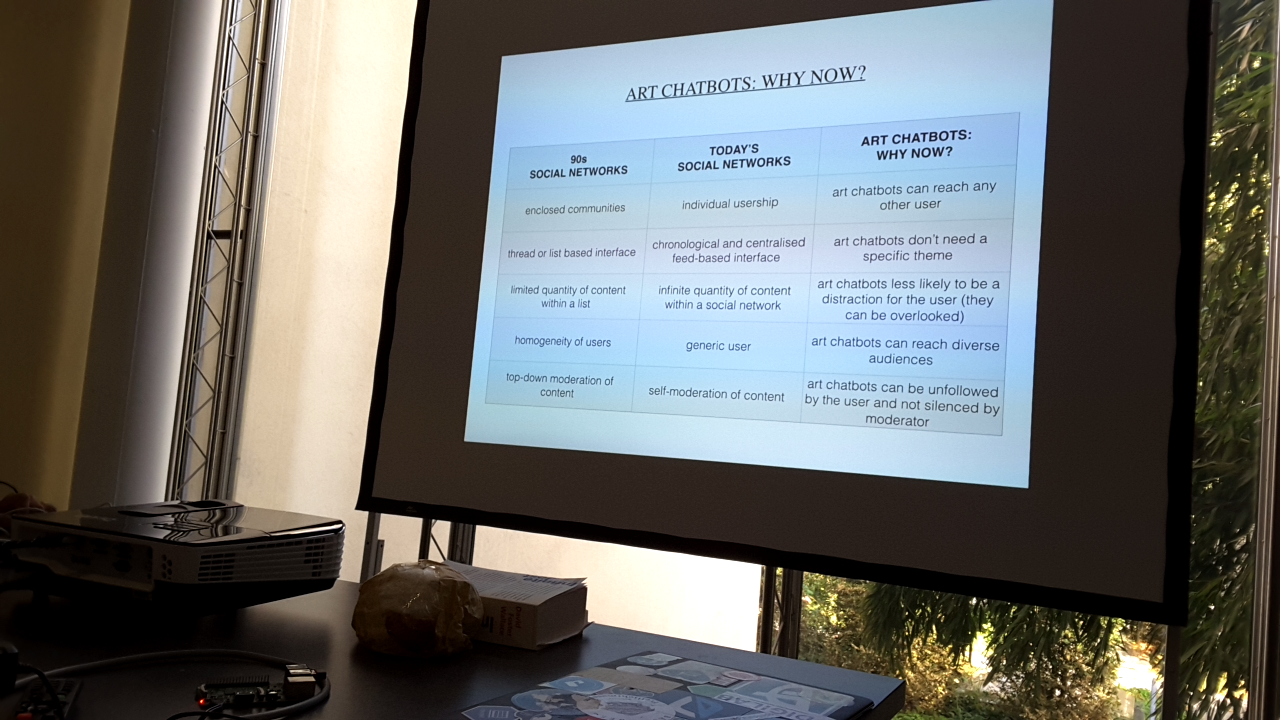 ART CHATBOTS: WHY NOW?
90s
SOCIAL NETWORKS
TODAY'S
SOCIAL NETWORKS
ART CHATBOTS:
WHY NOW?
enclosed communities
individual usership
art chatbots can reach any
other user
thread or list based interface
chronological and centralised
feed-based interface
art chatbots don't need a
specific theme
limited quantity of content
within a list
infinite quantity of content
within a social network
art chatbots less likely to be a
distraction for the user (they
can be overlooked)
homogeneity of users
generic user
art chatbots can reach diverse
audiences
top-down moderation of
content
self-moderation of content
art chatbots can be unfollowed
by the user and not silenced by
moderator